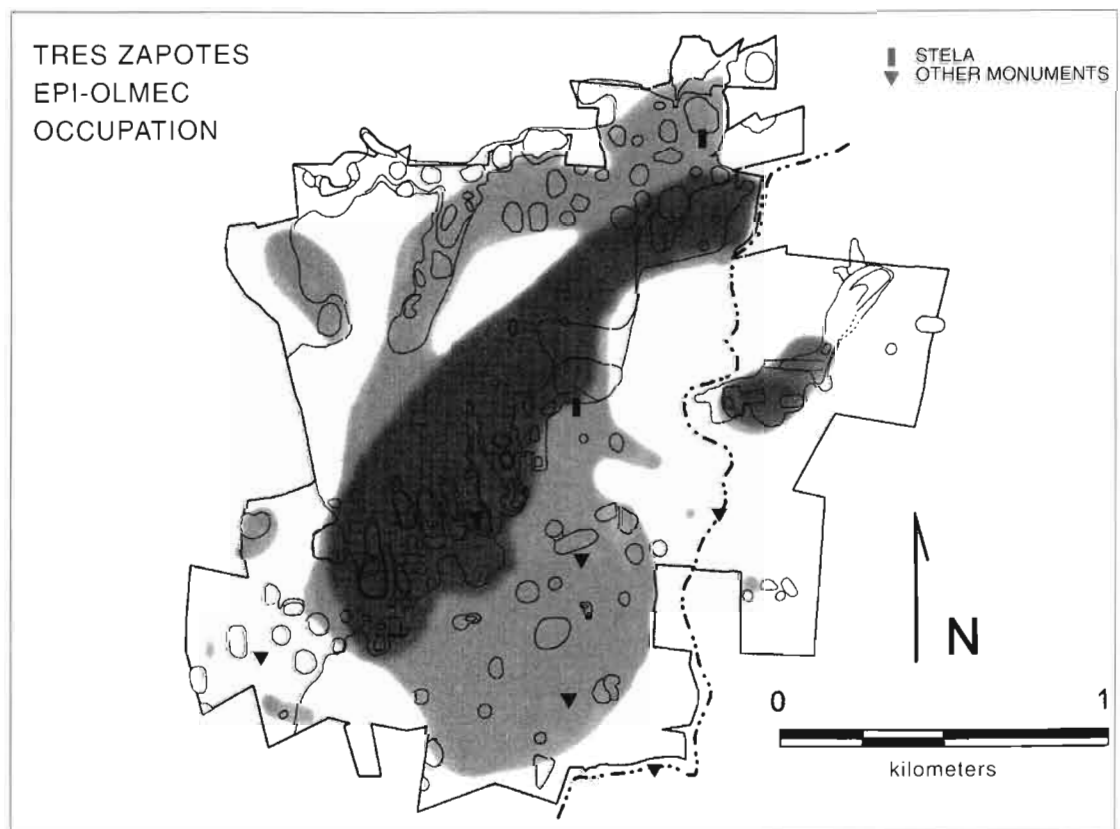 TRES ZAPOTES
EPI-OLMEC
OCCUPATION
STELA
OTHER MONUMENTS
N
0 1
kilometers